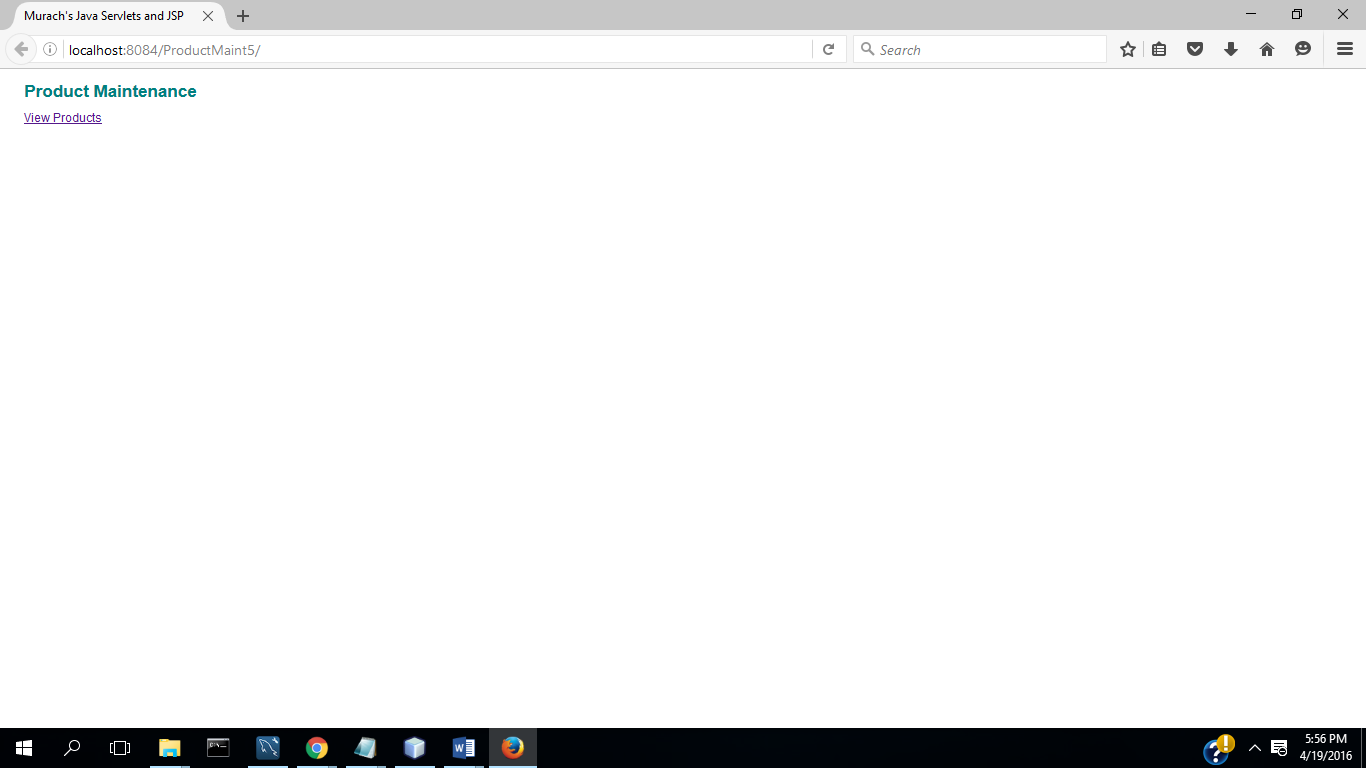 Murach's Java Servlets and JSP
localhost:8084/ProductMaint5/
Search
Product Maintenance
View Products
5:56 PM
4/19/2016